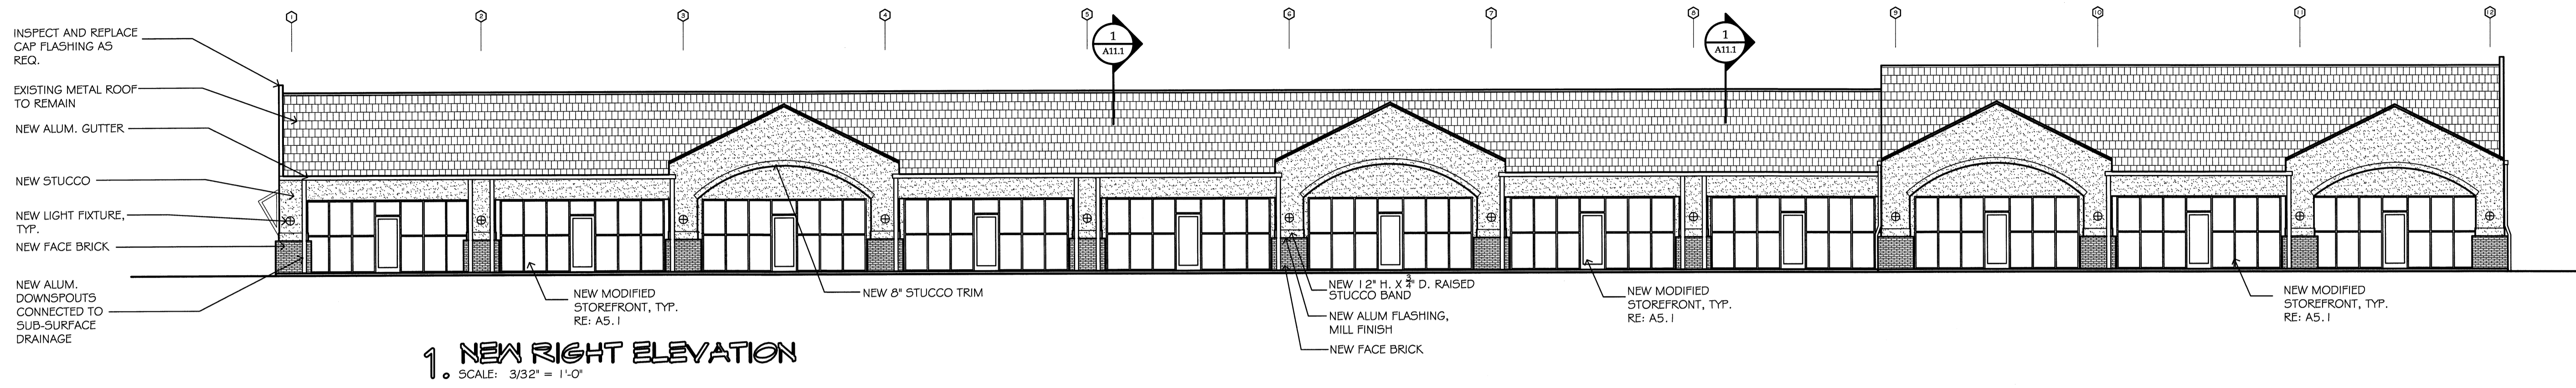 1
2
3
4
5
6
7
8
9
10
11
12
1
A11.1
1
A11.1
INSPECT AND REPLACE
CAP FLASHING AS
REQ.
EXISTING METAL ROOF
TO REMAIN
NEW ALUM. GUTTER
NEW STUCCO
NEW LIGHT FIXTURE,
TYP.
NEW FACE BRICK
NEW ALUM.
DOWNSPOUTS
CONNECTED TO
SUB-SURFACE
DRAINAGE
NEW MODIFIED
STOREFRONT, TYP.
RE: A5.1
NEW 8" STUCCO TRIM
NEW 12" H. X 3/4" D. RAISED
STUCCO BAND
NEW ALUM FLASHING,
MILL FINISH
NEW FACE BRICK
NEW MODIFIED
STOREFRONT, TYP.
RE: A5.1
NEW MODIFIED
STOREFRONT, TYP.
RE: A5.1
1. NEW RIGHT ELEVATION
SCALE: 3/32" = 1'-0"